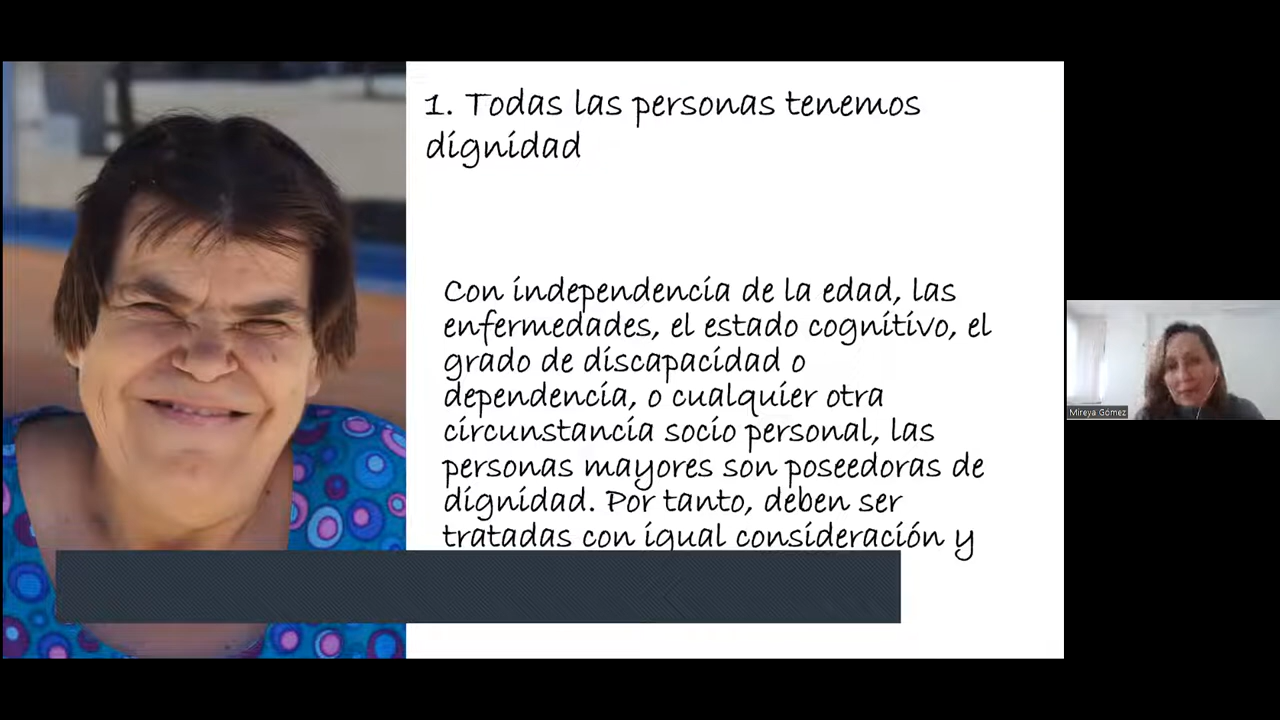 1. Todas las personas tenemos
dignidad
Con independencia de la edad, las
enfermedades, el estado cognitivo, el
grado de discapacidad o
dependencia, o cualquier otra
circunstancia socio personal, las
personas mayores son poseedoras de
dignidad. Por tanto, deben ser
tratadas con igual consideración y
Mireya Gómez